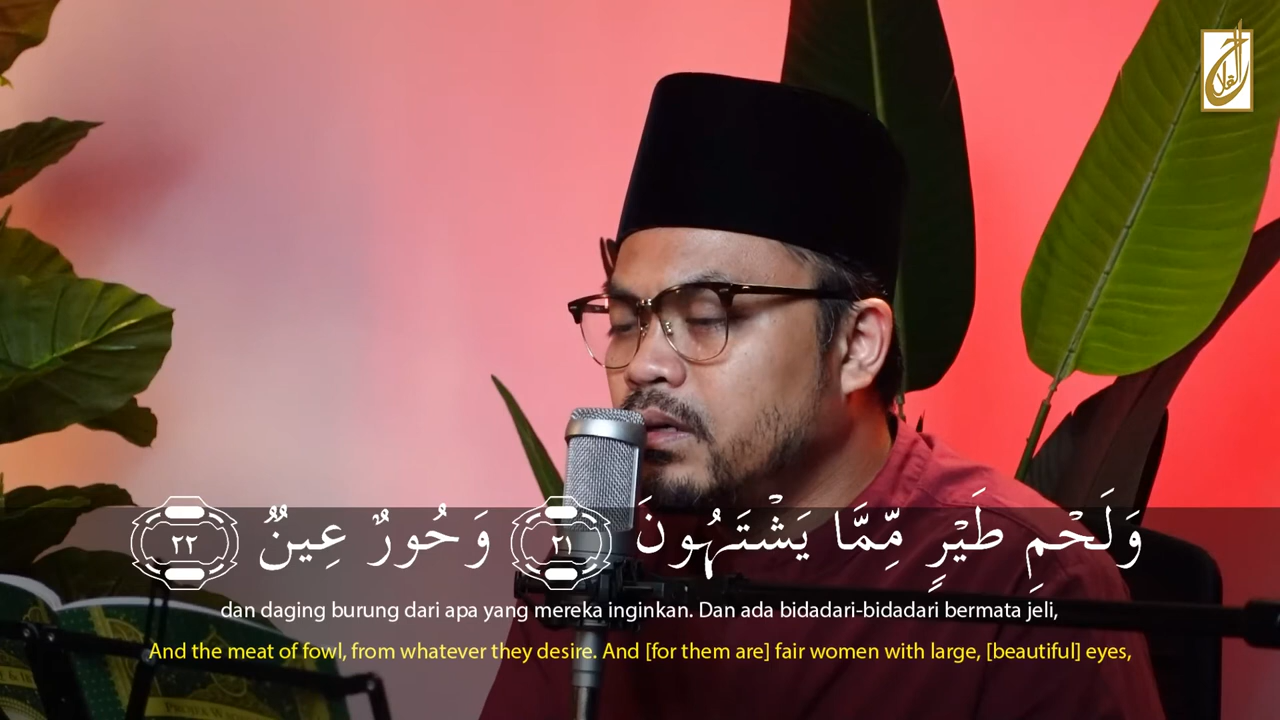 وَلَحْمِ طَيْرٍ مِّمَّا يَشْتَهُونَ ٢١ وَحُورٌ عِينٌ ٢٢
dan daging burung dari apa yang mereka inginkan. Dan ada bidadari-bidadari bermata jeli,
And the meat of fowl, from whatever they desire. And [for them are] fair women with large, [beautiful] eyes,